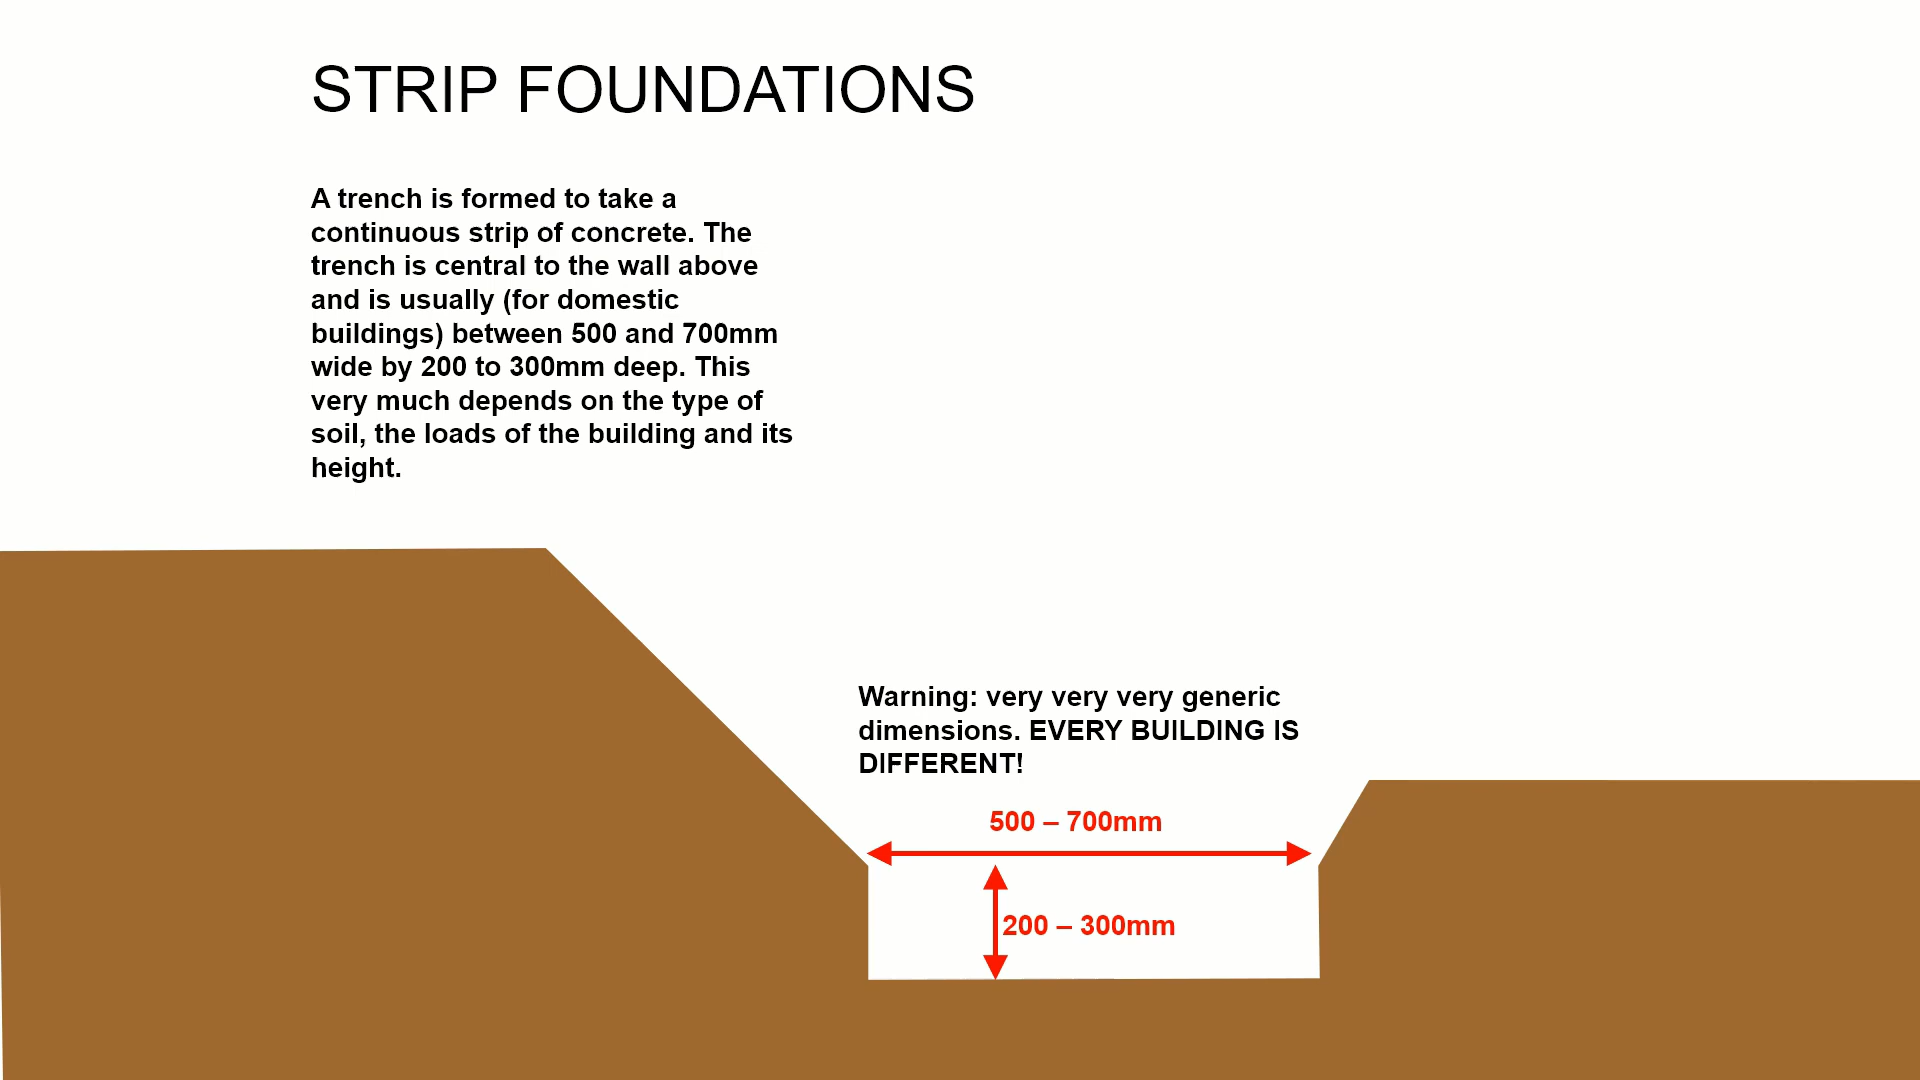 STRIP FOUNDATIONS
A trench is formed to take a
continuous strip of concrete. The
trench is central to the wall above
and is usually (for domestic
buildings) between 500 and 700mm
wide by 200 to 300mm deep. This
very much depends on the type of
soil, the loads of the building and its
height.
Warning: very very very generic
dimensions. EVERY BUILDING IS
DIFFERENT!
500 – 700mm
200 – 300mm